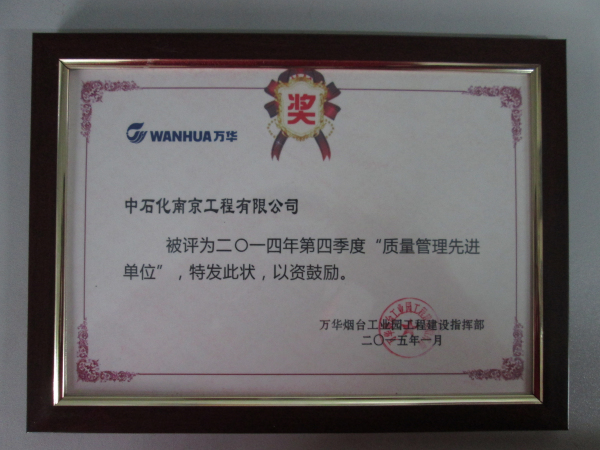 奖
WANHUA万华
中石化南京工程有限公司
被评为二〇一四年第四季度“质量管理先进
单位”，特发此状，以资鼓励。
万华烟台工业园工程建设指挥部
二〇一五年一月